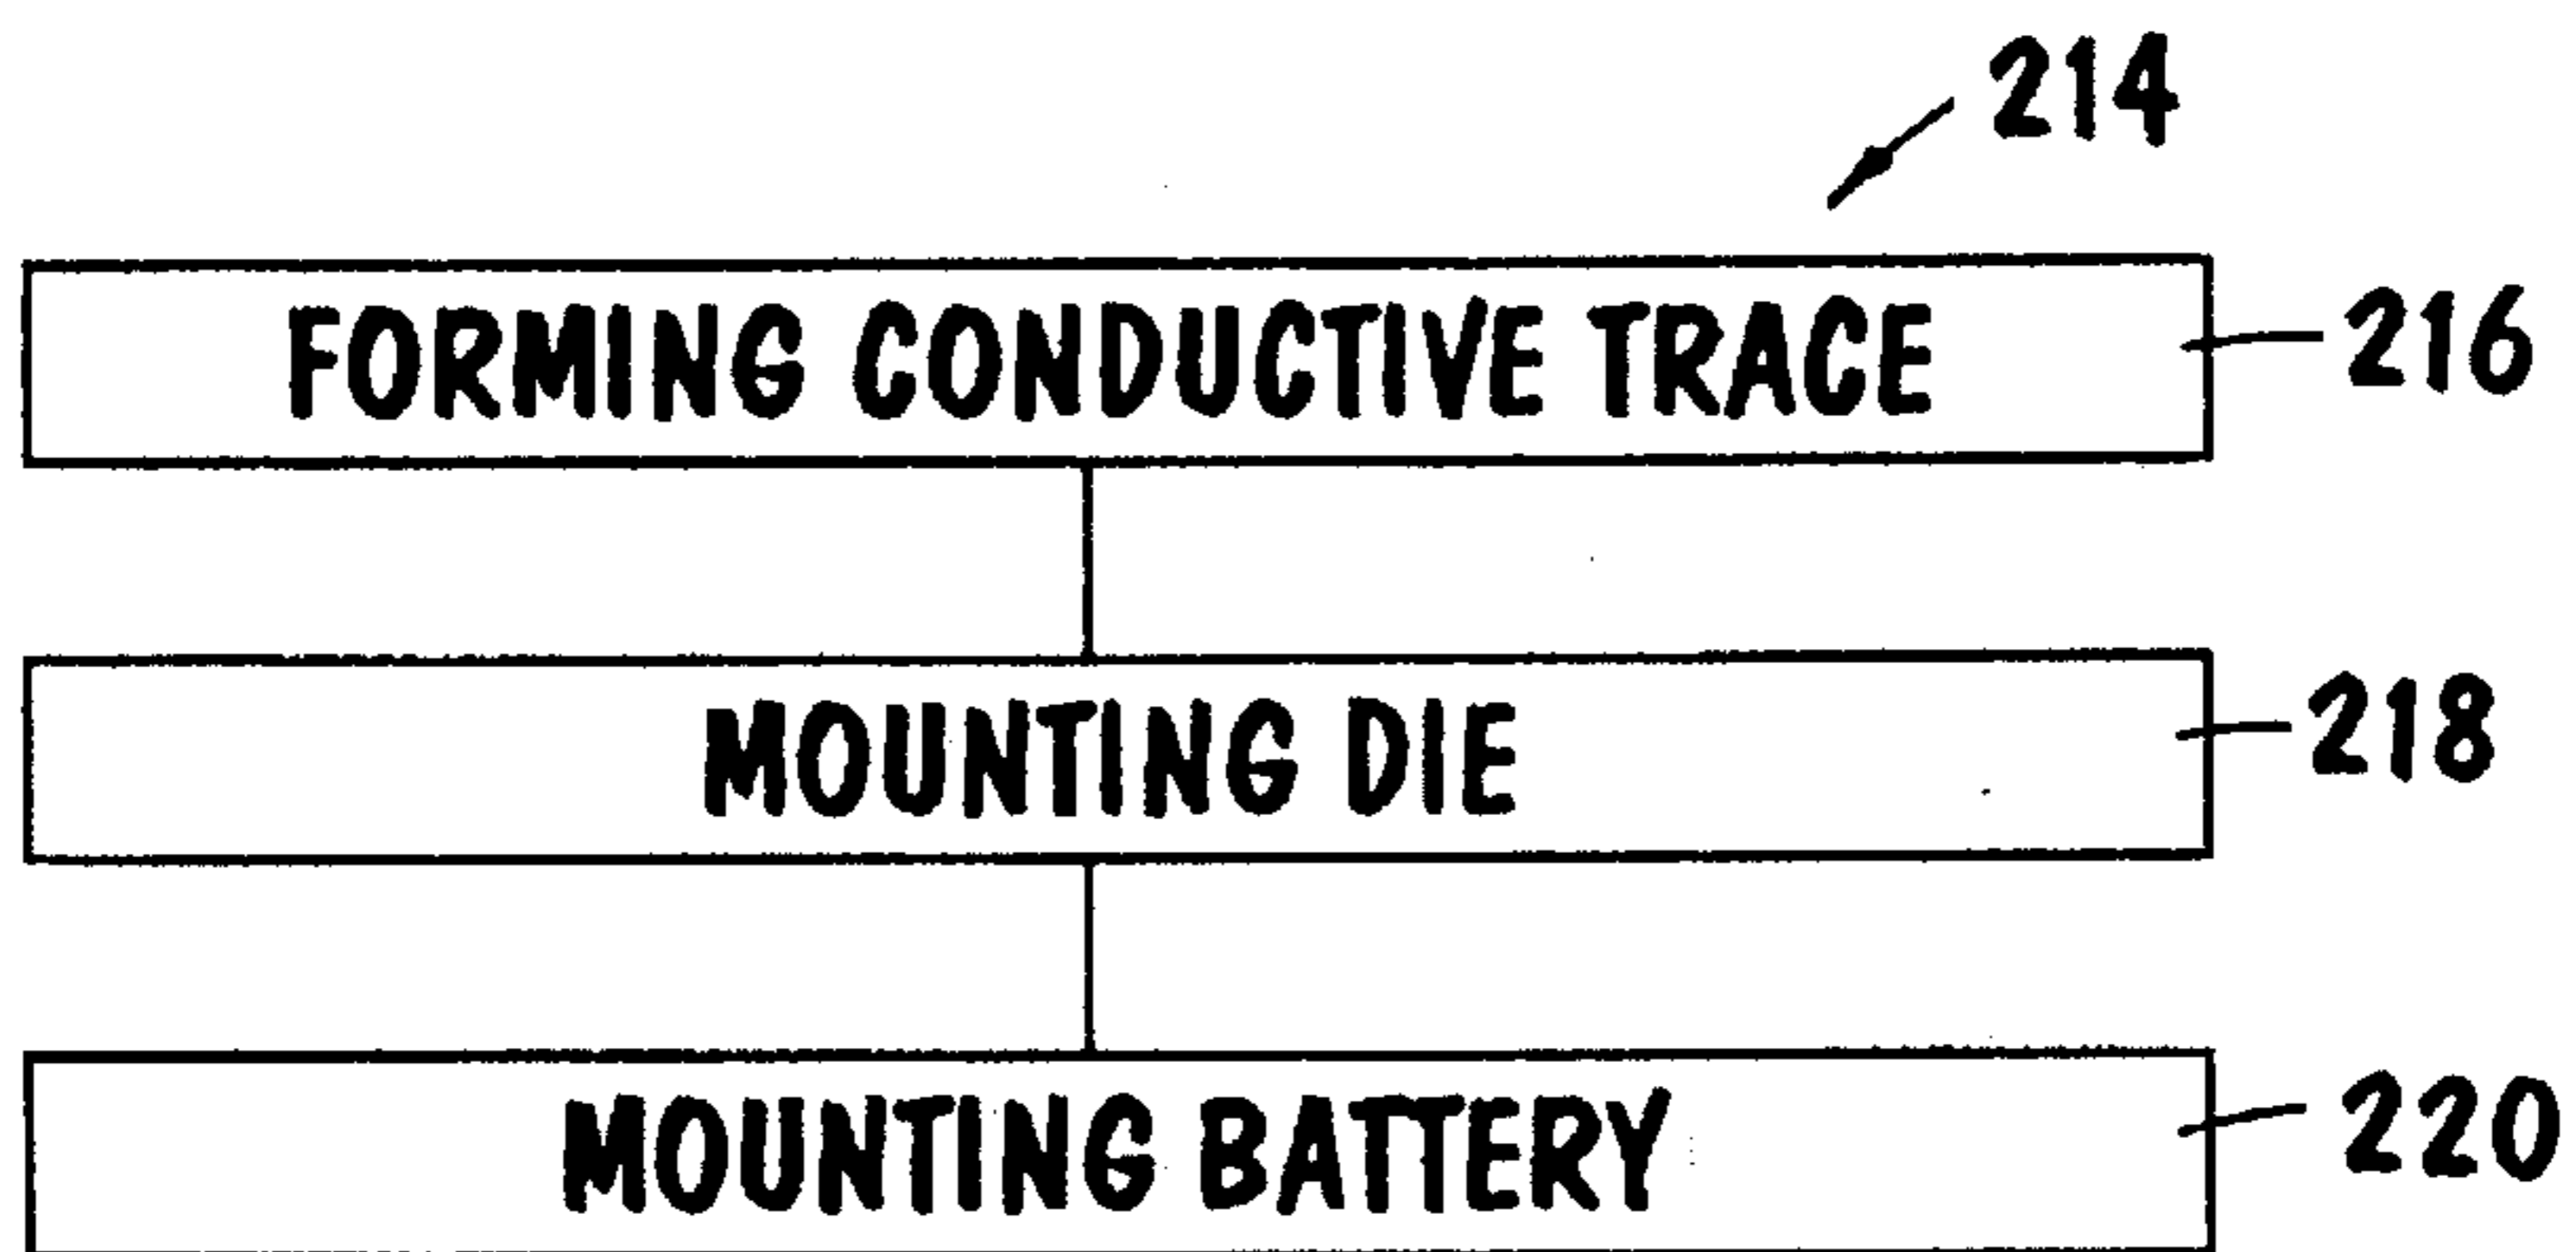 214
FORMING CONDUCTIVE TRACE
216
MOUNTING DIE
218
MOUNTING BATTERY
220